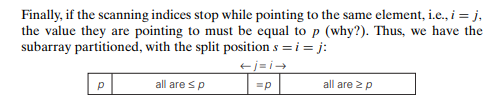 Finally, if the scanning indices stop while pointing to the same element, i.e., i = j,
the value they are pointing to must be equal to p (why?). Thus, we have the
subarray partitioned, with the split position s = i = j:
← j = i →
p all are ≤ p = p all are ≥ p